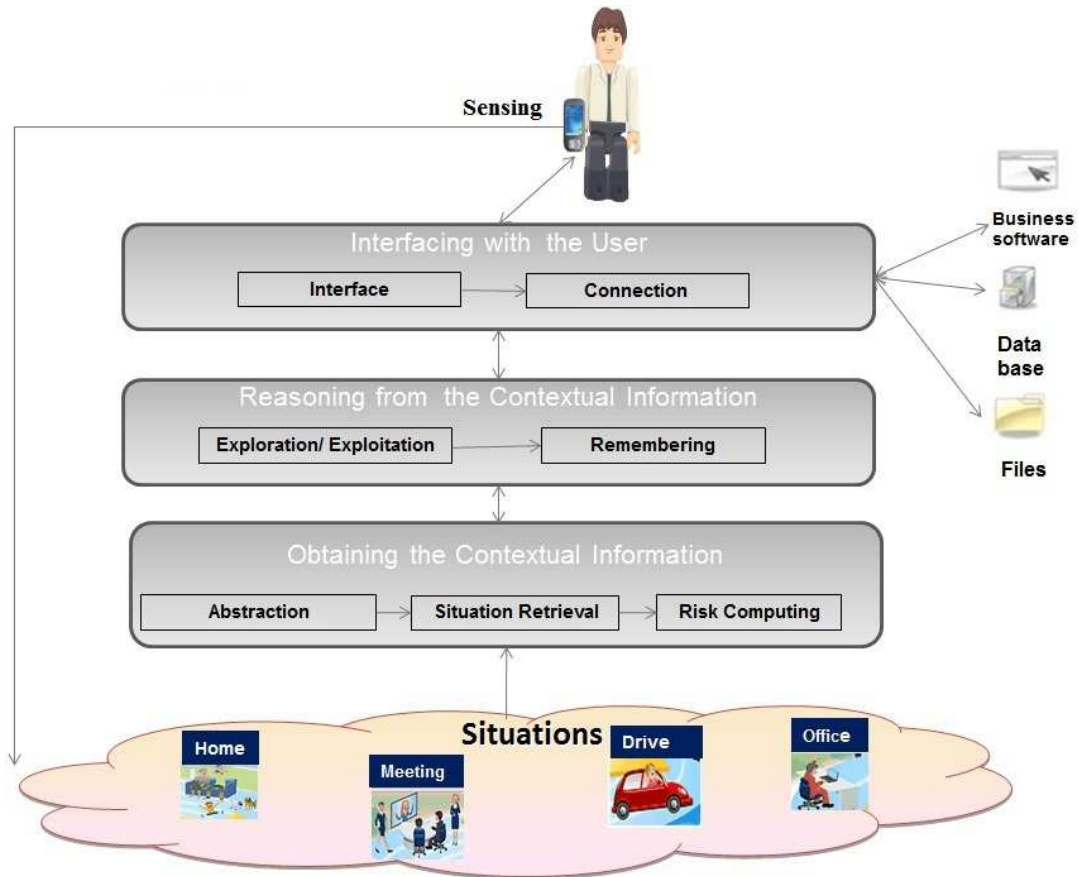 Sensing
Interfacing with the User
Interface
Connection
Business
software
Data
base
Files
Reasoning from the Contextual Information
Exploration/ Exploitation
Remembering
Obtaining the Contextual Information
Abstraction
Situation Retrieval
Risk Computing
Situations
Home
Meeting
Drive
Office